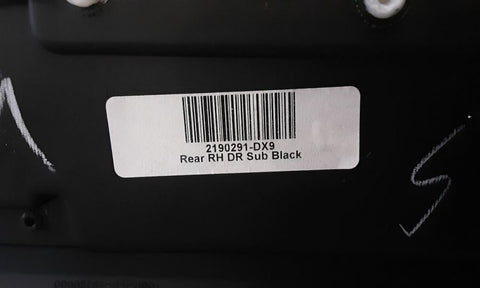 2190291-DX9
Rear RH DR Sub Black
S